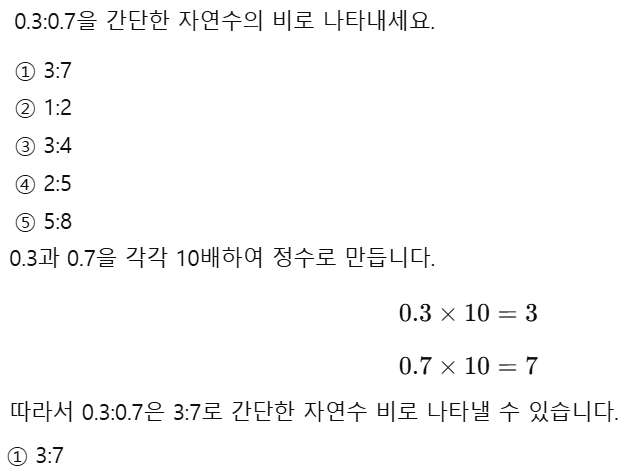 0.3:0.7을 간단한 자연수의 비로 나타내세요.
① 3:7
② 1:2
③ 3:4
④ 2:5
⑤ 5:8
0.3과 0.7을 각각 10배하여 정수로 만듭니다.
0.3 × 10 = 3
0.7 × 10 = 7
따라서 0.3:0.7은 3:7로 간단한 자연수 비로 나타낼 수 있습니다.
① 3:7